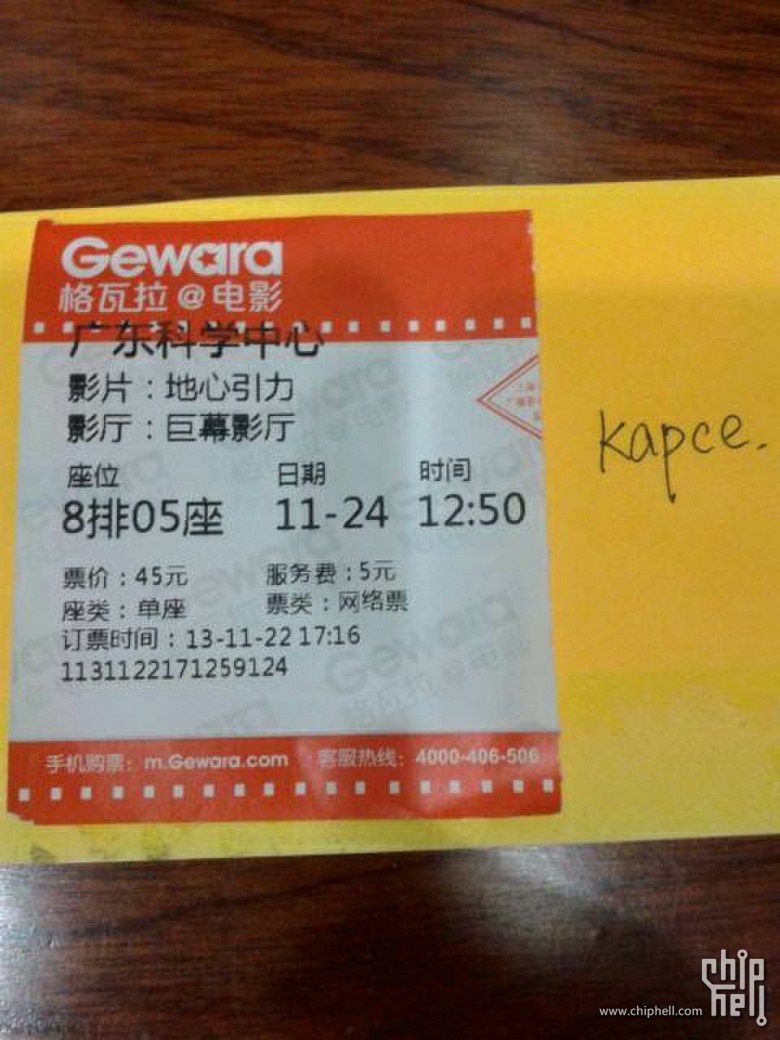 Gewara
格瓦拉@电影
广东科学中心
影片：地心引力
影厅：巨幕影厅
座位 日期 时间
8排05座 11-24 12:50
票价：45元 服务费：5元
座类：单座 票类：网络票
订票时间：13-11-22 17:16
1131122171259124
手机购票：m.Gewara.com 客服热线：4000-406-506
kapce.
chip
hell
www.chiphell.com